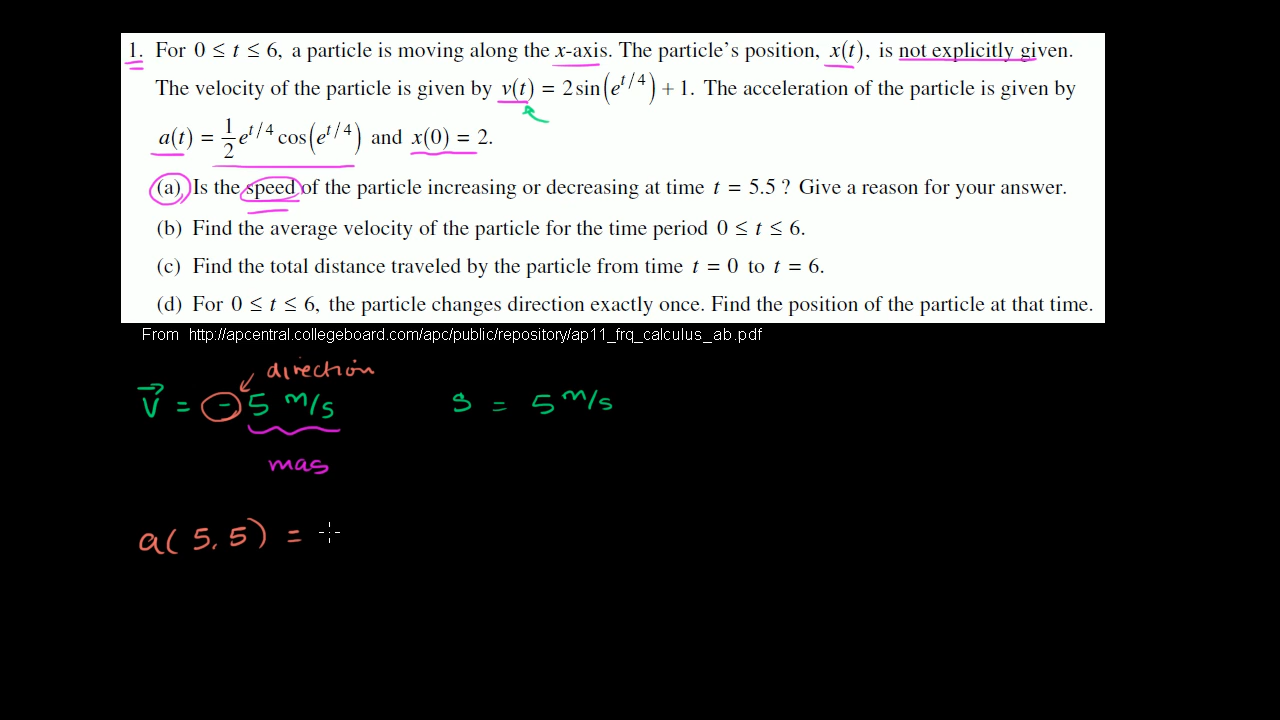 1. For 0 ≤ t ≤ 6, a particle is moving along the x-axis. The particle's position, x(t), is not explicitly given.
The velocity of the particle is given by v(t) = 2sin(e^{t/4}) + 1. The acceleration of the particle is given by
a(t) = \frac{1}{2}e^{t/4}cos(e^{t/4}) and x(0) = 2.
(a) Is the speed of the particle increasing or decreasing at time t = 5.5 ? Give a reason for your answer.
(b) Find the average velocity of the particle for the time period 0 ≤ t ≤ 6.
(c) Find the total distance traveled by the particle from time t = 0 to t = 6.
(d) For 0 ≤ t ≤ 6, the particle changes direction exactly once. Find the position of the particle at that time.
From http://apcentral.collegeboard.com/apc/public/repository/ap11_frq_calculus_ab.pdf
direction
v⃗ = -5 m/s
s = 5 m/s
mag
a(5.5) =